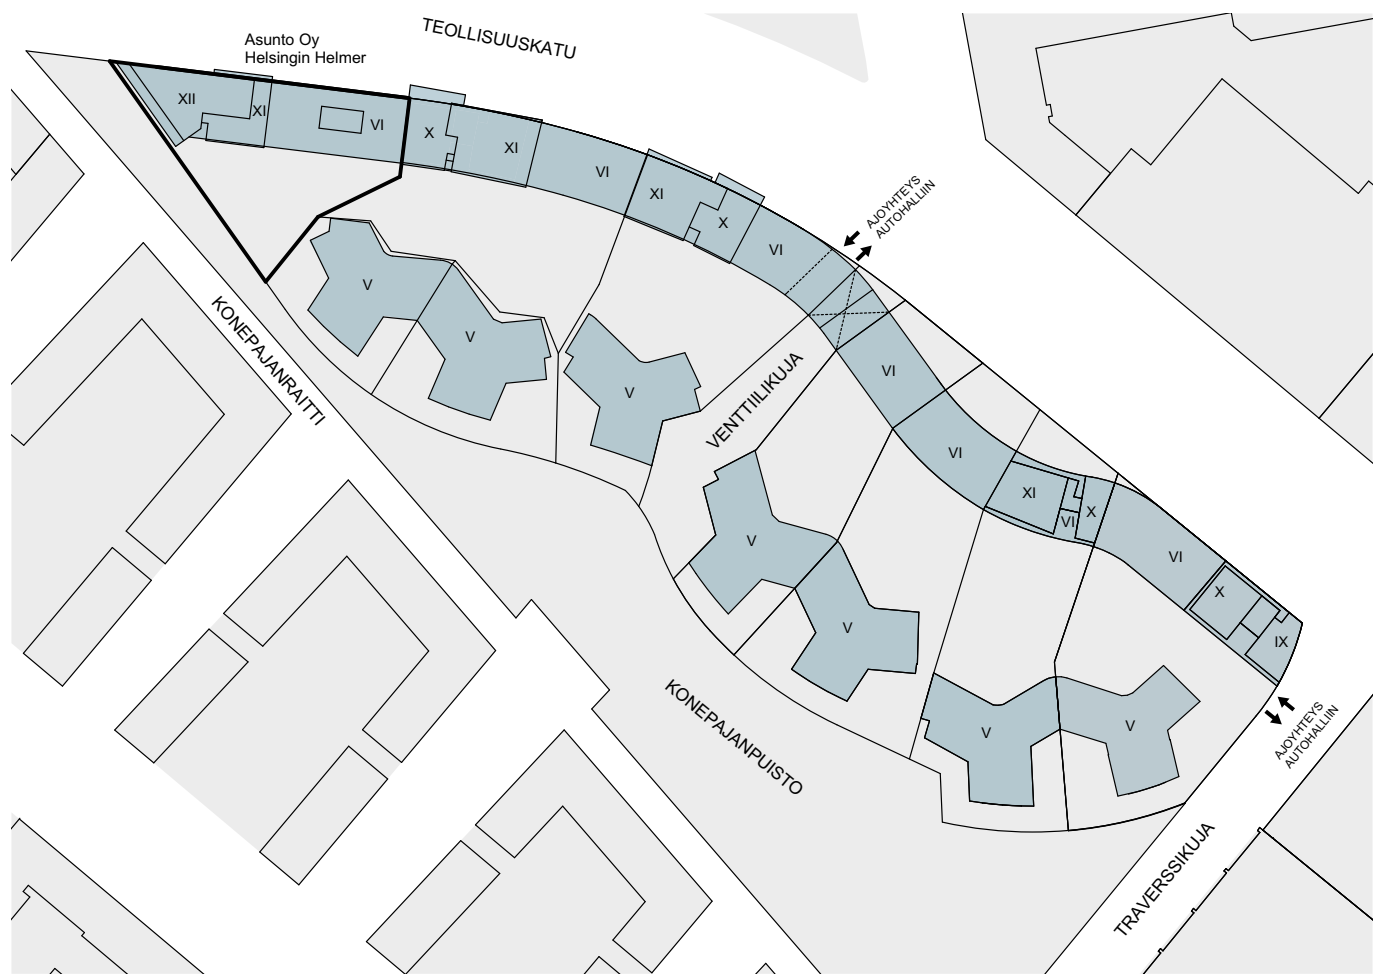 TEOLLISUUSKATU
Asunto Oy
Helsingin Helmer
XII
XI
VI
X
XI
VI
XI
X
VI
AJOYHTEYS
AUTOHALLIIN
V
V
V
KONEPAJANRAITTI
VENTTIILIKUJA
VI
VI
XI
VI
X
VI
X
IX
V
V
V
V
KONEPAJANPUISTO
AJOYHTEYS
AUTOHALLIIN
TRAVERSSIKUJA